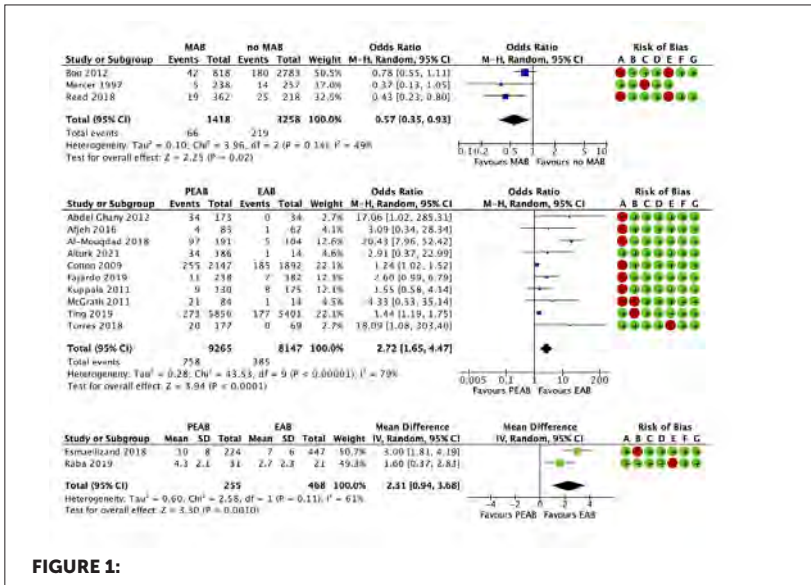 MAB no MAB Odds Ratio Odds Ratio Risk of Bias
Study or Subgroup Events Total Events Total Weight M-H, Random, 95% CI M-H, Random, 95% CI A B C D E F G
Boo 2012 42 818 180 2783 50.5% 0.78 [0.55, 1.11]
Mercer 1997 5 238 14 257 17.0% 0.37 [0.13, 1.05]
Reed 2018 19 362 25 218 32.5% 0.43 [0.23, 0.80]
Total (95% CI) 1418 3258 100.0% 0.57 [0.35, 0.93]
Total events 66 219
Heterogeneity: Tau² = 0.10; Chi² = 3.96, df = 2 (P = 0.14); I² = 49%
Test for overall effect: Z = 2.25 (P = 0.02)
0.1 0.2 0.5 1 2 5 10
Favours MAB Favours no MAB
PEAB EAB Odds Ratio Odds Ratio Risk of Bias
Study or Subgroup Events Total Events Total Weight M-H, Random, 95% CI M-H, Random, 95% CI A B C D E F G
Abdel Ghany 2012 34 173 0 34 2.7% 17.06 [1.02, 285.31]
Afjeh 2016 4 83 1 62 4.2% 3.09 [0.34, 28.34]
Al-Mouqdad 2018 97 191 5 104 12.6% 20.43 [7.96, 52.42]
Alturk 2021 34 186 1 14 4.6% 2.91 [0.37, 22.99]
Cotten 2009 255 2147 185 1892 22.1% 1.24 [1.02, 1.52]
Fajardo 2019 11 238 7 382 12.3% 2.60 [0.99, 6.79]
Kuppala 2011 9 130 8 175 12.1% 1.55 [0.58, 4.14]
McGrath 2011 21 84 1 14 4.5% 4.33 [0.53, 35.14]
Ting 2019 273 5856 177 5401 22.1% 1.44 [1.19, 1.75]
Torres 2018 20 177 0 69 2.7% 18.09 [1.08, 303.40]
Total (95% CI) 9265 8147 100.0% 2.72 [1.65, 4.47]
Total events 758 385
Heterogeneity: Tau² = 0.28; Chi² = 43.53, df = 9 (P < 0.00001); I² = 79%
Test for overall effect: Z = 3.94 (P < 0.0001)
0.005 0.1 1 10 200
Favours PEAB Favours EAB
PEAB EAB Mean Difference Mean Difference Risk of Bias
Study or Subgroup Mean SD Total Mean SD Total Weight IV, Random, 95% CI IV, Random, 95% CI A B C D E F G
Esmaeilizand 2018 10 8 224 7 6 447 50.7% 3.00 [1.81, 4.19]
Raba 2019 4.3 2.1 31 2.7 2.3 21 49.3% 1.60 [0.37, 2.83]
Total (95% CI) 255 468 100.0% 2.31 [0.94, 3.68]
Heterogeneity: Tau² = 0.60; Chi² = 2.58, df = 1 (P = 0.11); I² = 61%
Test for overall effect: Z = 3.30 (P = 0.0010)
-4 -2 0 2 4
Favours PEAB Favours EAB
FIGURE 1: